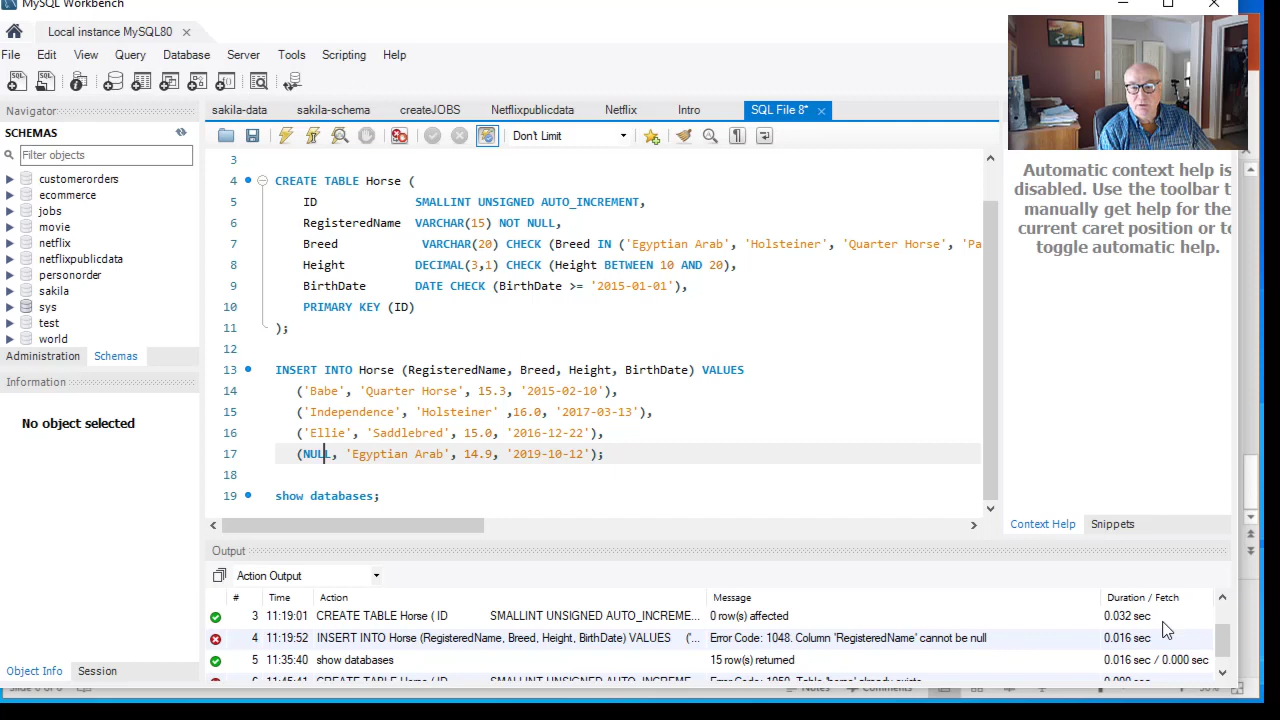 MySQL Workbench
Local instance MySQL80
File Edit View Query Database Server Tools Scripting Help
Navigator
SCHEMAS
Filter objects
customerorders
ecommerce
jobs
movie
netflix
netflixpublicdata
personorder
sakila
sys
test
world
Administration Schemas
Information
No object selected
Object Info Session
sakila-data sakila-schema createJOBS Netflixpublicdata Netflix Intro SQL File 8*
Don't Limit
3
4 CREATE TABLE Horse (
5 ID SMALLINT UNSIGNED AUTO_INCREMENT,
6 RegisteredName VARCHAR(15) NOT NULL,
7 Breed VARCHAR(20) CHECK (Breed IN ('Egyptian Arab', 'Holsteiner', 'Quarter Horse', 'Pa
8 Height DECIMAL(3,1) CHECK (Height BETWEEN 10 AND 20),
9 BirthDate DATE CHECK (BirthDate >= '2015-01-01'),
10 PRIMARY KEY (ID)
11 );
12
13 INSERT INTO Horse (RegisteredName, Breed, Height, BirthDate) VALUES
14 ('Babe', 'Quarter Horse', 15.3, '2015-02-10'),
15 ('Independence', 'Holsteiner' ,16.0, '2017-03-13'),
16 ('Ellie', 'Saddlebred', 15.0, '2016-12-22'),
17 (NULL, 'Egyptian Arab', 14.9, '2019-10-12');
18
19 show databases;
Automatic context help is
disabled. Use the toolbar t
manually get help for the
current caret position or to
toggle automatic help.
Context Help Snippets
Output
Action Output
# Time Action Message Duration / Fetch
3 11:19:01 CREATE TABLE Horse ( ID SMALLINT UNSIGNED AUTO_INCREME... 0 row(s) affected 0.032 sec
4 11:19:52 INSERT INTO Horse (RegisteredName, Breed, Height, BirthDate) VALUES ('... Error Code: 1048. Column 'RegisteredName' cannot be null 0.016 sec
5 11:35:40 show databases 15 row(s) returned 0.016 sec / 0.000 sec
Notes Comments